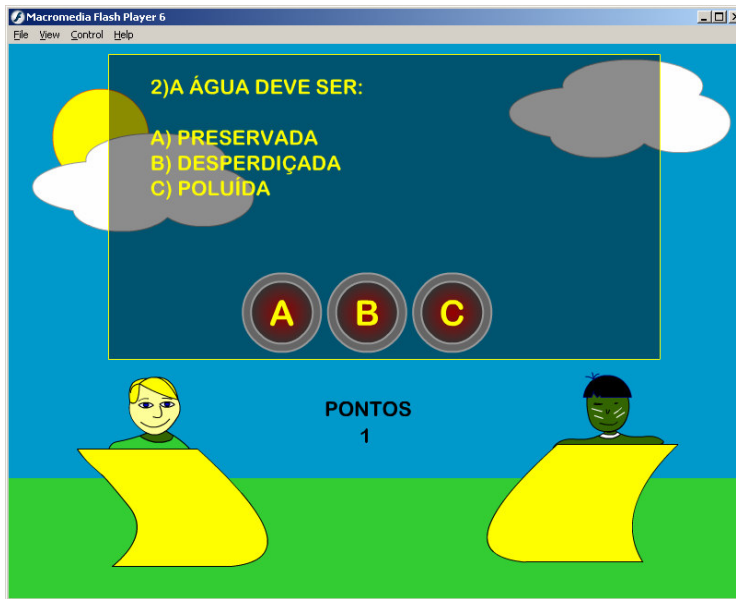 Macromedia Flash Player 6
File View Control Help
2)A ÁGUA DEVE SER:
A) PRESERVADA
B) DESPERDIÇADA
C) POLUÍDA
A B C
PONTOS
1